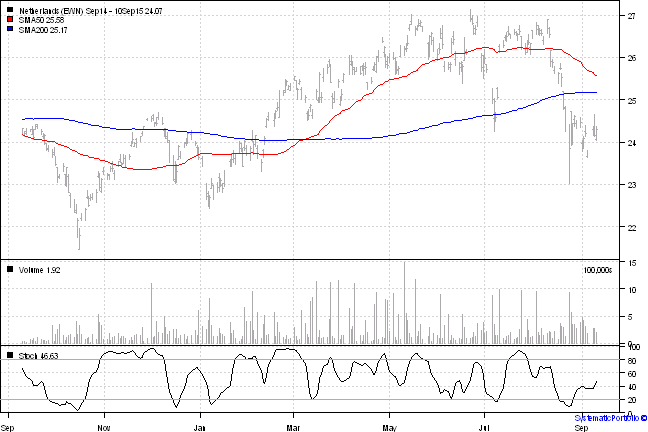 Netherlands (EWN) Sep14 - 10Sep15 24.07
SMA50 25.58
SMA200 25.17
27
26
25
24
23
22
Volume 1.92
100,000s
15
10
5
0
Stoch 46.63
100
80
60
40
20
0
Sep Nov Jan Mar May Jul Sep
SystematicPortfolio ©